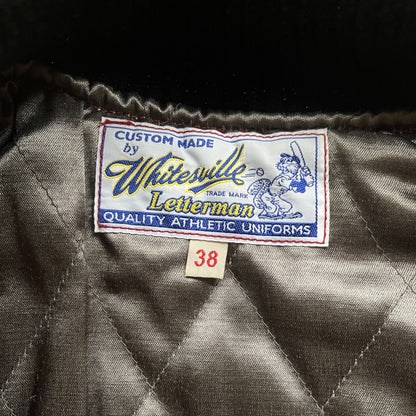 CUSTOM MADE
by
Whitesville
TRADE MARK
Letterman
QUALITY ATHLETIC UNIFORMS
38